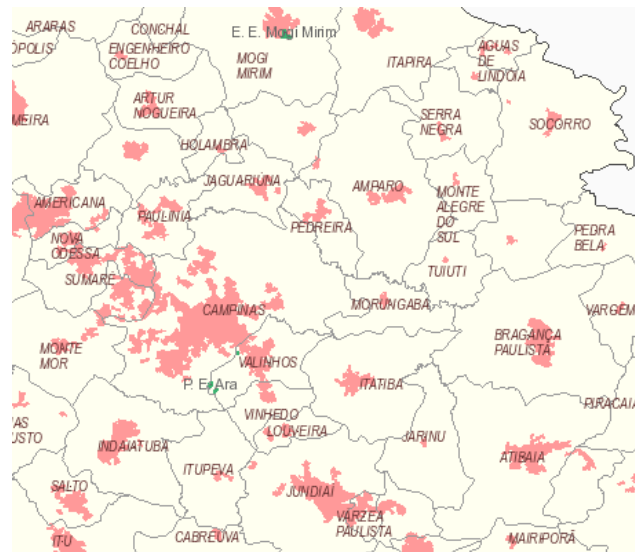 ARARAS
CONCHAL
E. E. Mogi Mirim
ÓPOLIS
ENGENHEIRO
COELHO
MOGI
MIRIM
ITAPIRA
ÁGUAS
DE
LINDÓIA
ARTUR
NOGUEIRA
MEIRA
SERRA
NEGRA
SOCORRO
HOLAMBRA
JAGUARIÚNA
AMPARO
MONTE
ALEGRE
DO
SUL
AMERICANA
PAULÍNIA
PEDREIRA
NOVA
ODESSA
PEDRA
BELA
SUMARÉ
TUIUTI
CAMPINAS
MORUNGABA
VARGEM
MONTE
MOR
VALINHOS
BRAGANÇA
PAULISTA
P. E. Ara
ITATIBA
PIRACAIA
AS
USTO
VINHEDO
LOUVEIRA
INDAIATUBA
JARINU
ITUPEVA
ATIBAIA
SALTO
JUNDIAÍ
VÁRZEA
PAULISTA
ITU
CABREÚVA
MAIRIPORÃ